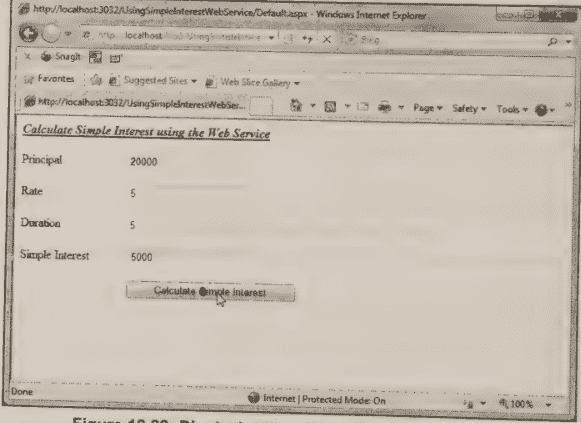 http://localhost:3032/UsingSimpleInterestWebService/Default.aspx - Windows Internet Explorer
localhost
x Snagit
Favorites Suggested Sites Web Slice Gallery
http://localhost:3032/UsingSimpleInterestWebSer... Page Safety Tools
Calculate Simple Interest using the Web Service
Principal 20000
Rate 5
Duration 5
Simple Interest 5000
Calculate Simple Interest
Done Internet | Protected Mode: On 100%